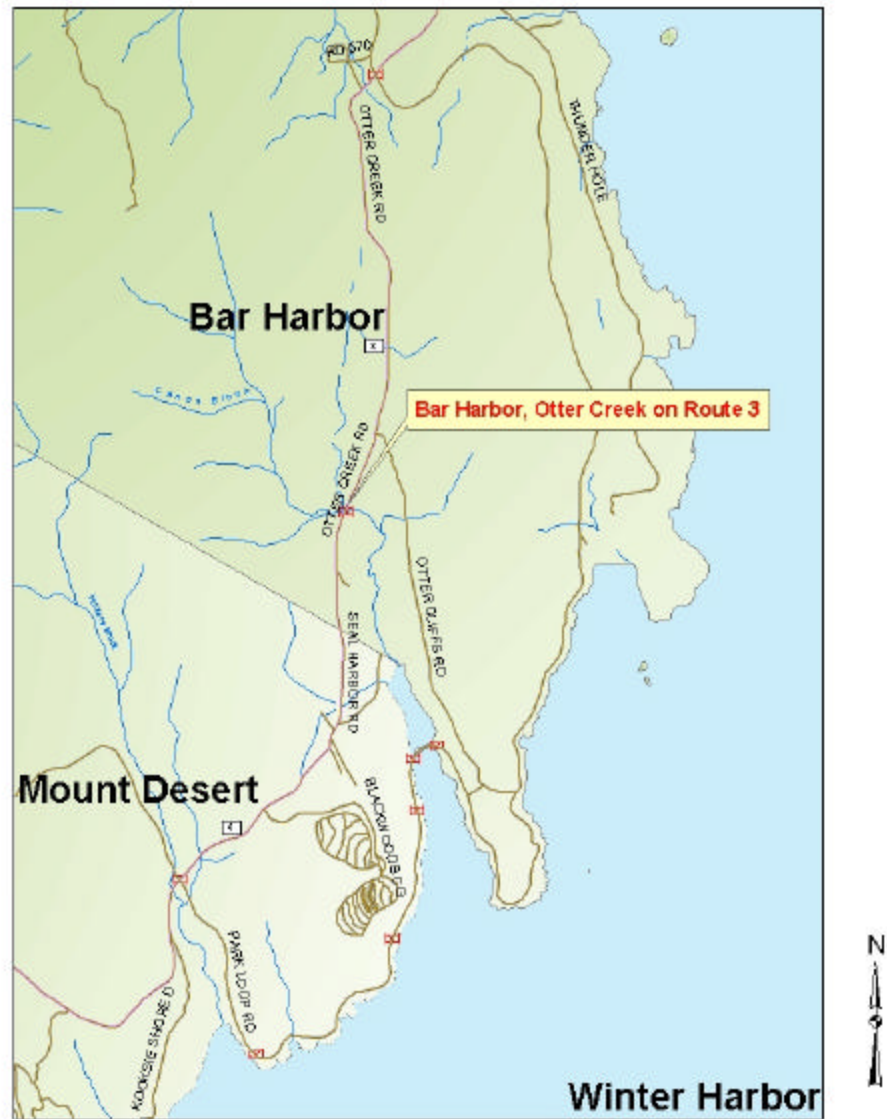 RD 670
OTTER CREEK RD
THUNDER HOLE
Bar Harbor
Bar Harbor, Otter Creek on Route 3
OTTER CREEK RD
OTTER CLIFFS RD
SEAL HARBOR RD
Mount Desert
PARK LOOP RD
Winter Harbor
N